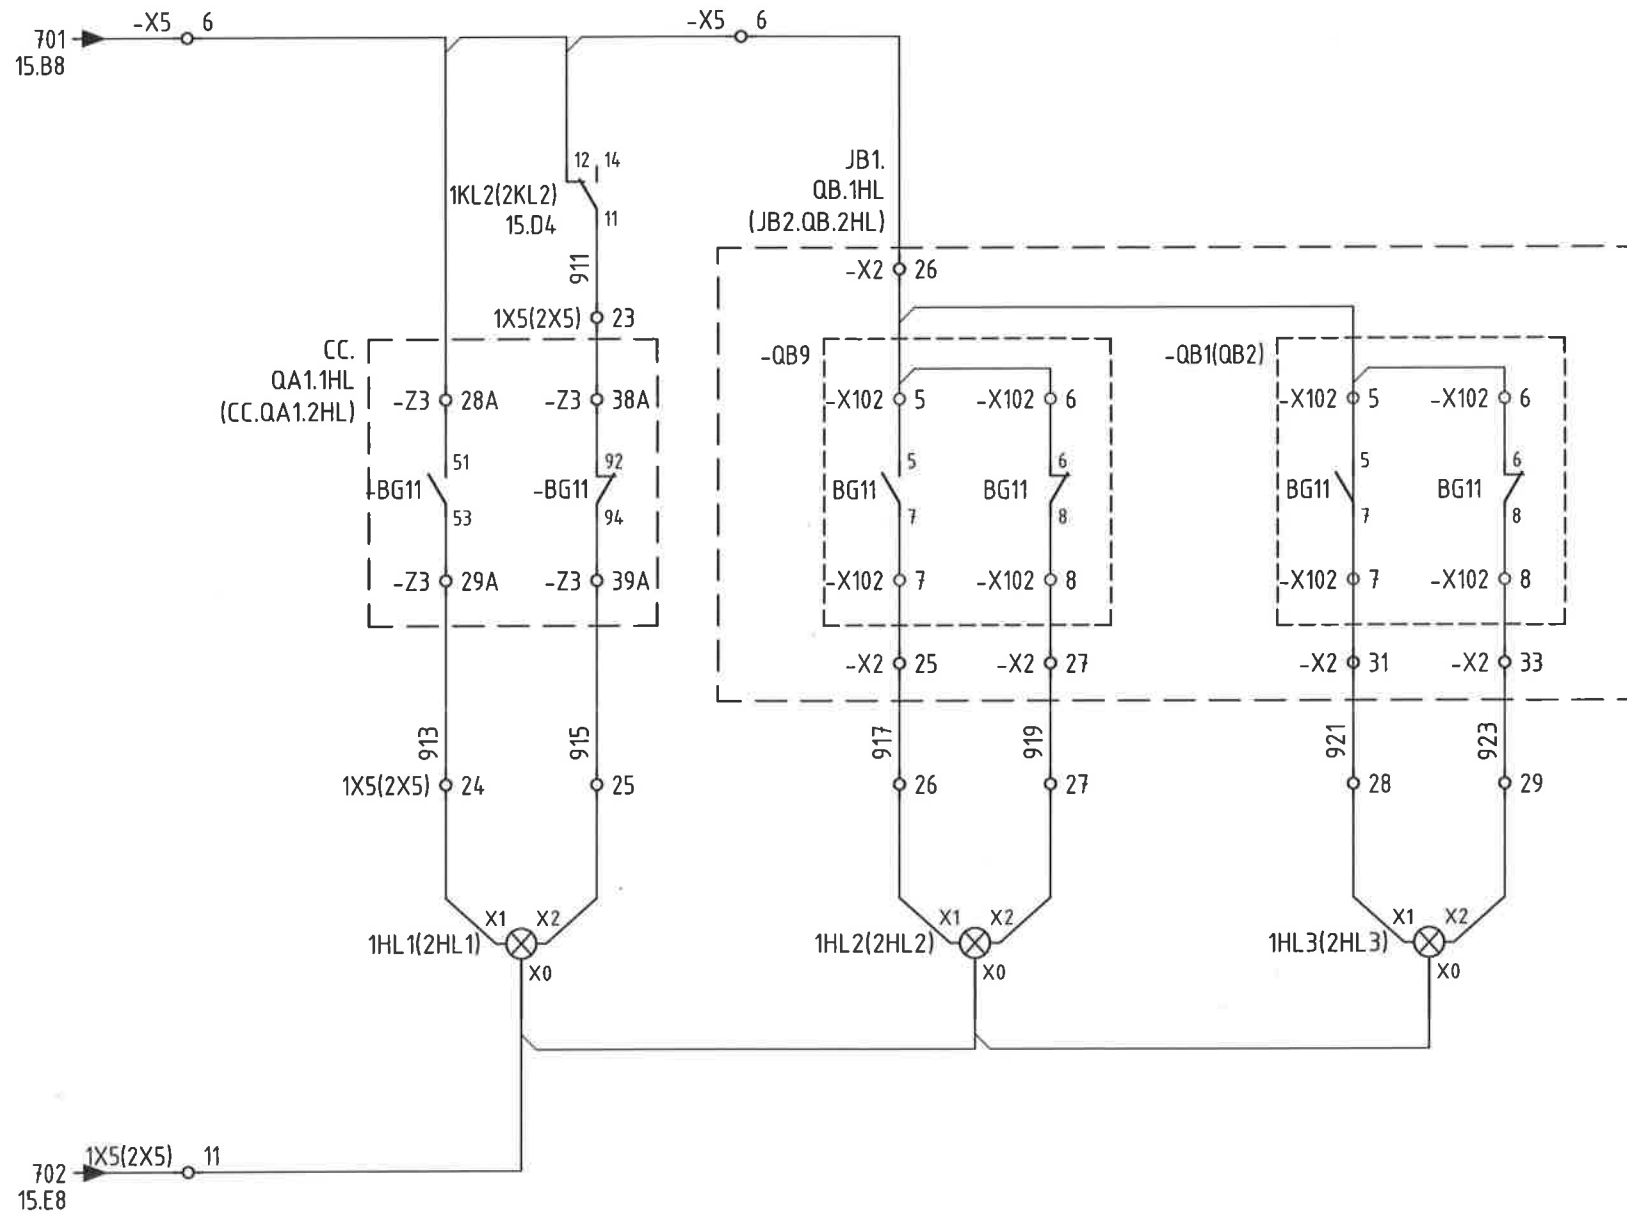 -X5 6
-X5 6
701
15.B8
12 14
1KL2(2KL2)
15.D4
11
911
1X5(2X5) 23
JB1.
QB.1HL
(JB2.QB.2HL)
-X2 26
CC.
QA1.1HL
(CC.QA1.2HL)
-QB9
-QB1(QB2)
-Z3 28A
-Z3 38A
-X102 5
-X102 6
-X102 5
-X102 6
51
92
5
6
5
6
-BG11
-BG11
BG11
BG11
BG11
BG11
53
94
7
8
7
8
-Z3 29A
-Z3 39A
-X102 7
-X102 8
-X102 7
-X102 8
-X2 25
-X2 27
-X2 31
-X2 33
913
915
917
919
921
923
1X5(2X5) 24
25
26
27
28
29
X1 X2
X1 X2
X1 X2
1HL1(2HL1)
1HL2(2HL2)
1HL3(2HL3)
X0
X0
X0
1X5(2X5) 11
702
15.E8